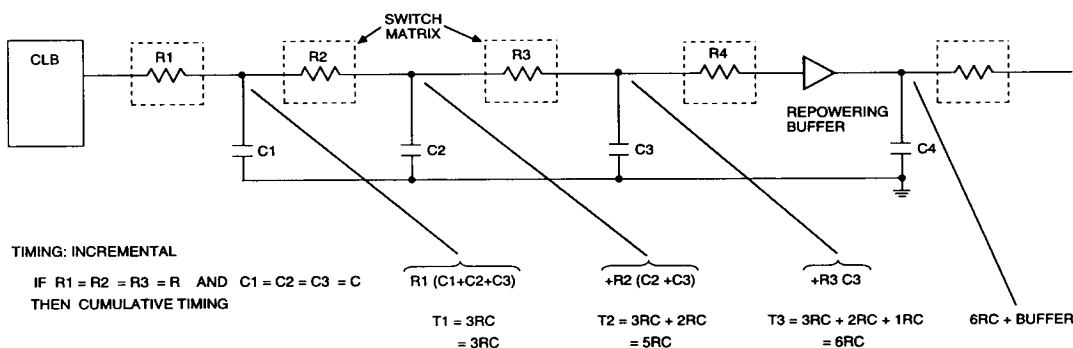 SWITCH
MATRIX
CLB
R1
R2
R3
R4
REPOWERING
BUFFER
C1
C2
C3
C4
TIMING: INCREMENTAL
IF R1 = R2 = R3 = R AND C1 = C2 = C3 = C
THEN CUMULATIVE TIMING
R1 (C1+C2+C3)
+R2 (C2 +C3)
+R3 C3
T1 = 3RC
= 3RC
T2 = 3RC + 2RC
= 5RC
T3 = 3RC + 2RC + 1RC
= 6RC
6RC + BUFFER